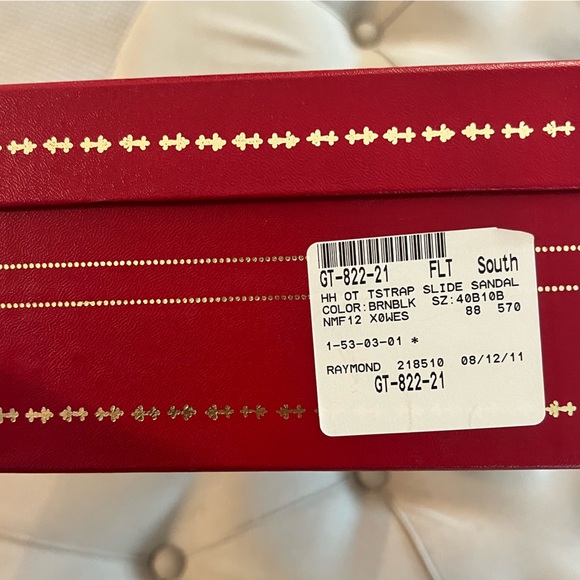 GT-822-21 FLT South
HH OT TSTRAP SLIDE SANDAL
COLOR:BRNBLK SZ:40B10B
NMF12 X0WES 88 570
1-53-03-01 *
RAYMOND 218510 08/12/11
GT-822-21